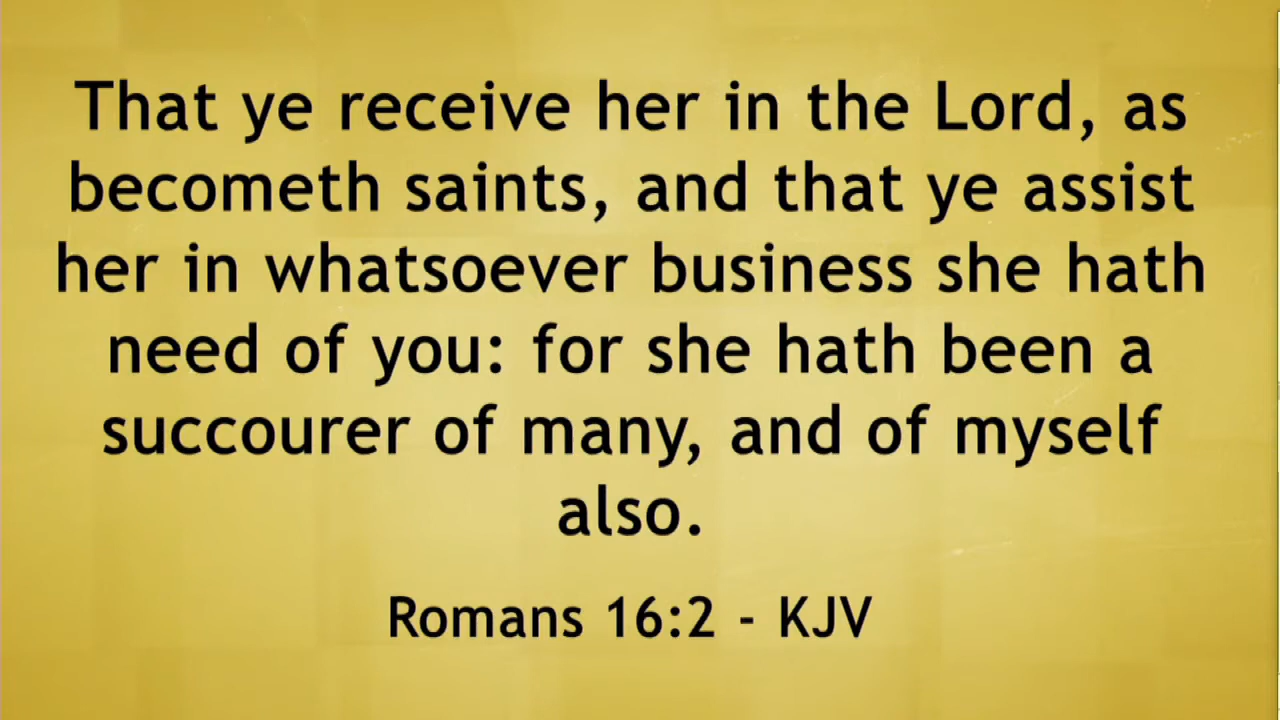 That ye receive her in the Lord, as
becometh saints, and that ye assist
her in whatsoever business she hath
need of you: for she hath been a
succourer of many, and of myself
also.
Romans 16:2 - KJV